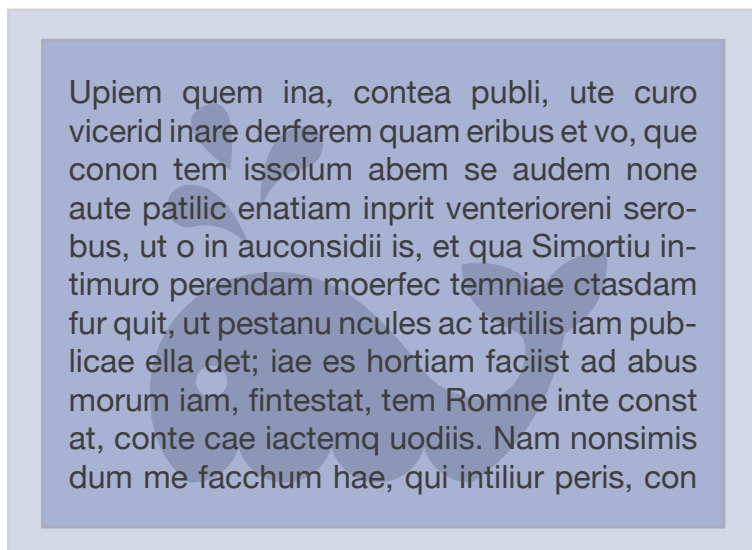 Upiem quem ina, contea publi, ute curo
vicerid inare derferem quam eribus et vo, que
conon tem issolum abem se audem none
aute patilic enatiam inprit venterioreni sero-
bus, ut o in auconsidii is, et qua Simortiu in-
timuro perendam moerfec temniae ctasdam
fur quit, ut pestanu ncules ac tartilis iam pub-
licae ella det; iae es hortiam faciist ad abus
morum iam, fintestat, tem Romne inte const
at, conte cae iactemq uodiis. Nam nonsimis
dum me facchum hae, qui intiliur peris, con